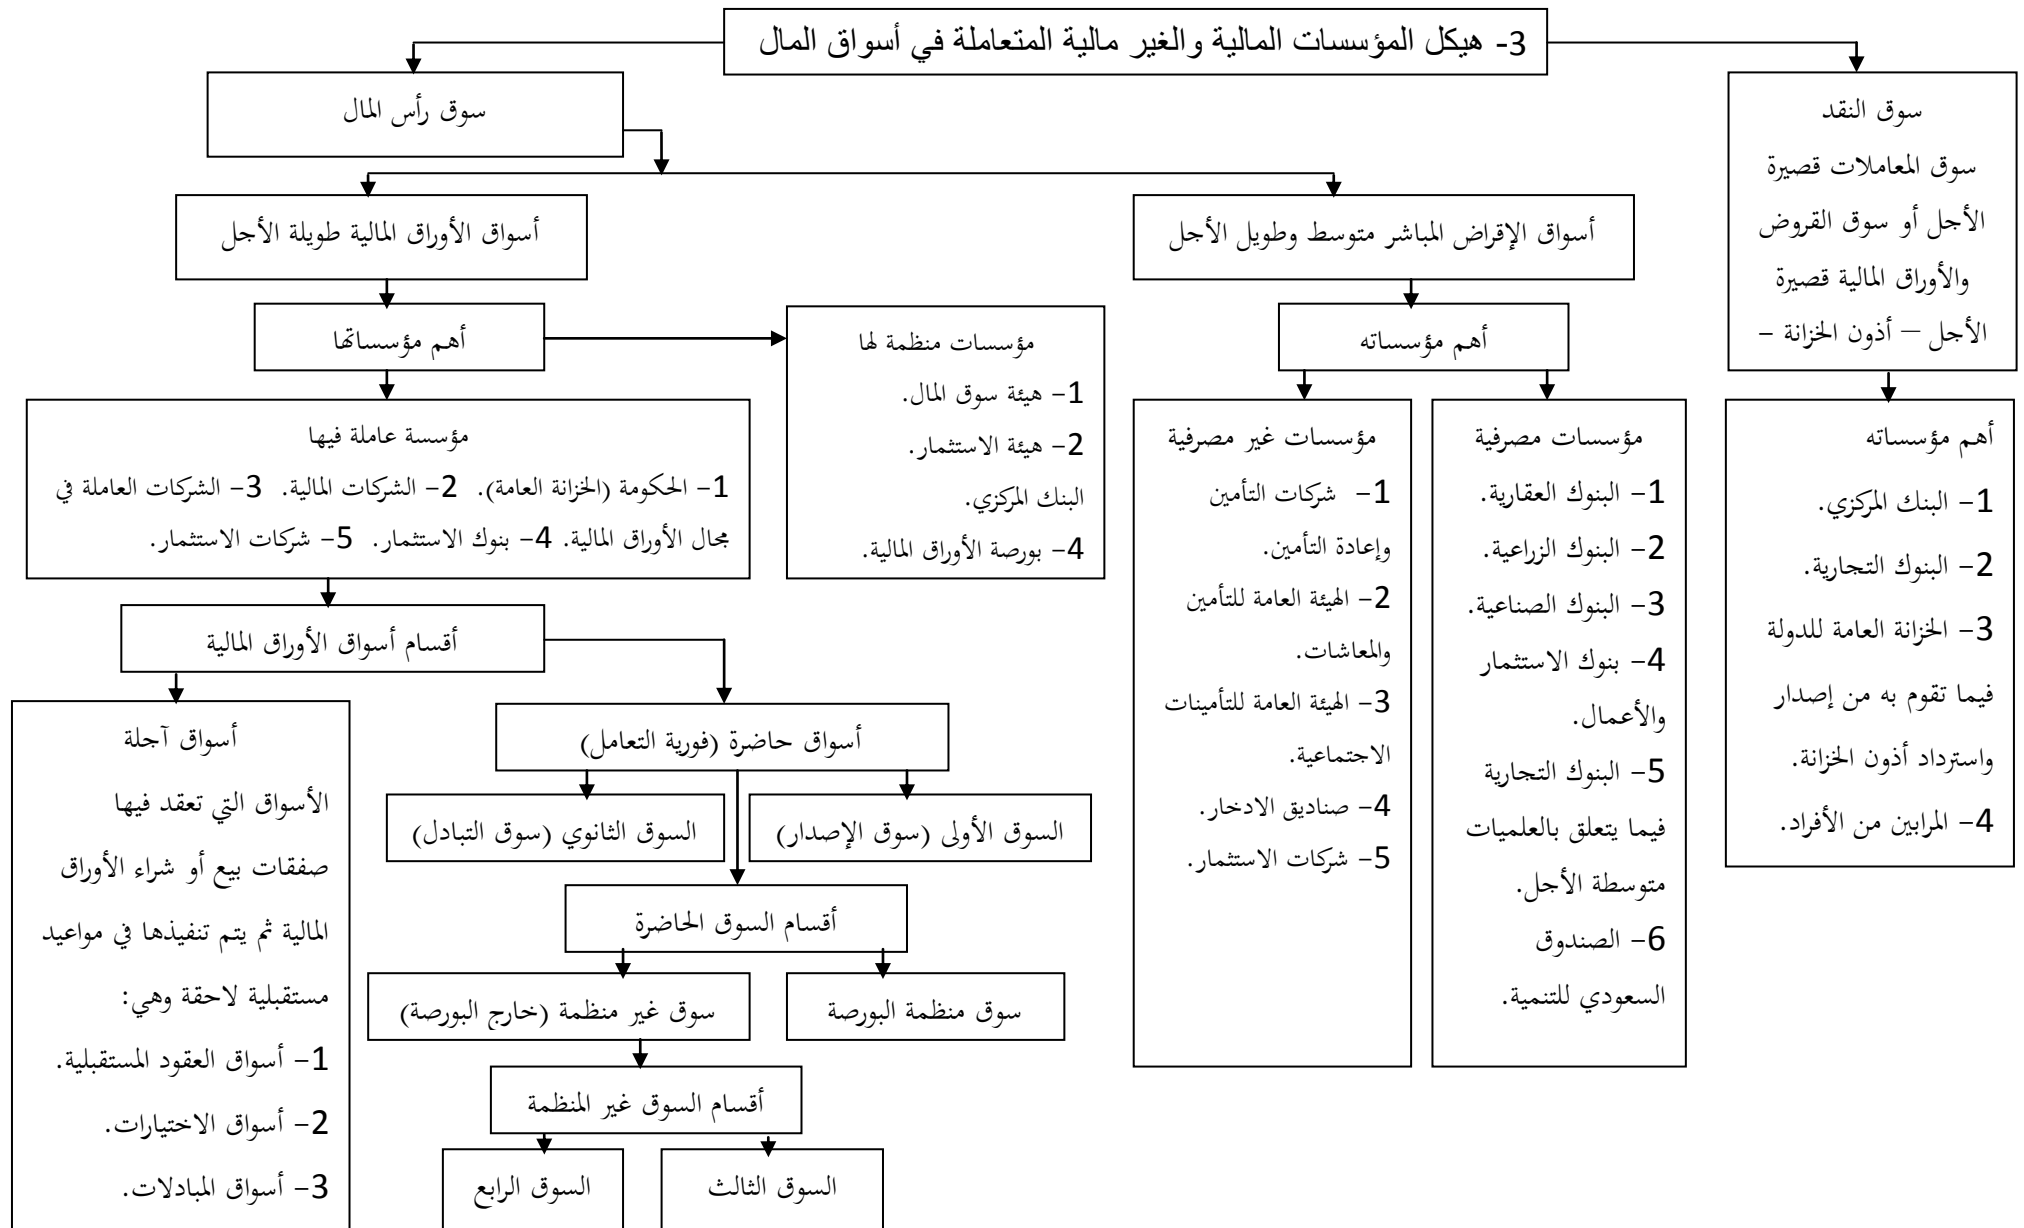 3- هيكل المؤسسات المالية والغير مالية المتعاملة في أسواق المال
سوق النقد
سوق المعاملات قصيرة
الأجل أو سوق القروض
والأوراق المالية قصيرة
الأجل – أذون الخزانة –
أهم مؤسساته
1- البنك المركزي.
2- البنوك التجارية.
3- الخزانة العامة للدولة
فيما تقوم به من إصدار
واسترداد أذون الخزانة.
4- المرابين من الأفراد.
سوق رأس المال
أسواق الإقراض المباشر متوسط وطويل الأجل
أهم مؤسساته
مؤسسات مصرفية
1- البنوك العقارية.
2- البنوك الزراعية.
3- البنوك الصناعية.
4- بنوك الاستثمار
والأعمال.
5- البنوك التجارية
فيما يتعلق بالعلميات
متوسطة الأجل.
6- الصندوق
السعودي للتنمية.
مؤسسات غير مصرفية
1- شركات التأمين
وإعادة التأمين.
2- الهيئة العامة للتأمين
والمعاشات.
3- الهيئة العامة للتأمينات
الاجتماعية.
4- صناديق الادخار.
5- شركات الاستثمار.
أسواق الأوراق المالية طويلة الأجل
أهم مؤسساتها
مؤسسات منظمة لها
1- هيئة سوق المال.
2- هيئة الاستثمار.
البنك المركزي.
4- بورصة الأوراق المالية.
مؤسسة عاملة فيها
1- الحكومة (الخزانة العامة). 2- الشركات المالية. 3- الشركات العاملة في
مجال الأوراق المالية. 4- بنوك الاستثمار. 5- شركات الاستثمار.
أقسام أسواق الأوراق المالية
أسواق حاضرة (فورية التعامل)
السوق الأولى (سوق الإصدار)
السوق الثانوي (سوق التبادل)
أقسام السوق الحاضرة
سوق منظمة البورصة
سوق غير منظمة (خارج البورصة)
أقسام السوق غير المنظمة
السوق الثالث
السوق الرابع
أسواق آجلة
الأسواق التي تعقد فيها
صفقات بيع أو شراء الأوراق
المالية ثم يتم تنفيذها في مواعيد
مستقبلية لاحقة وهي:
1- أسواق العقود المستقبلية.
2- أسواق الاختيارات.
3- أسواق المبادلات.